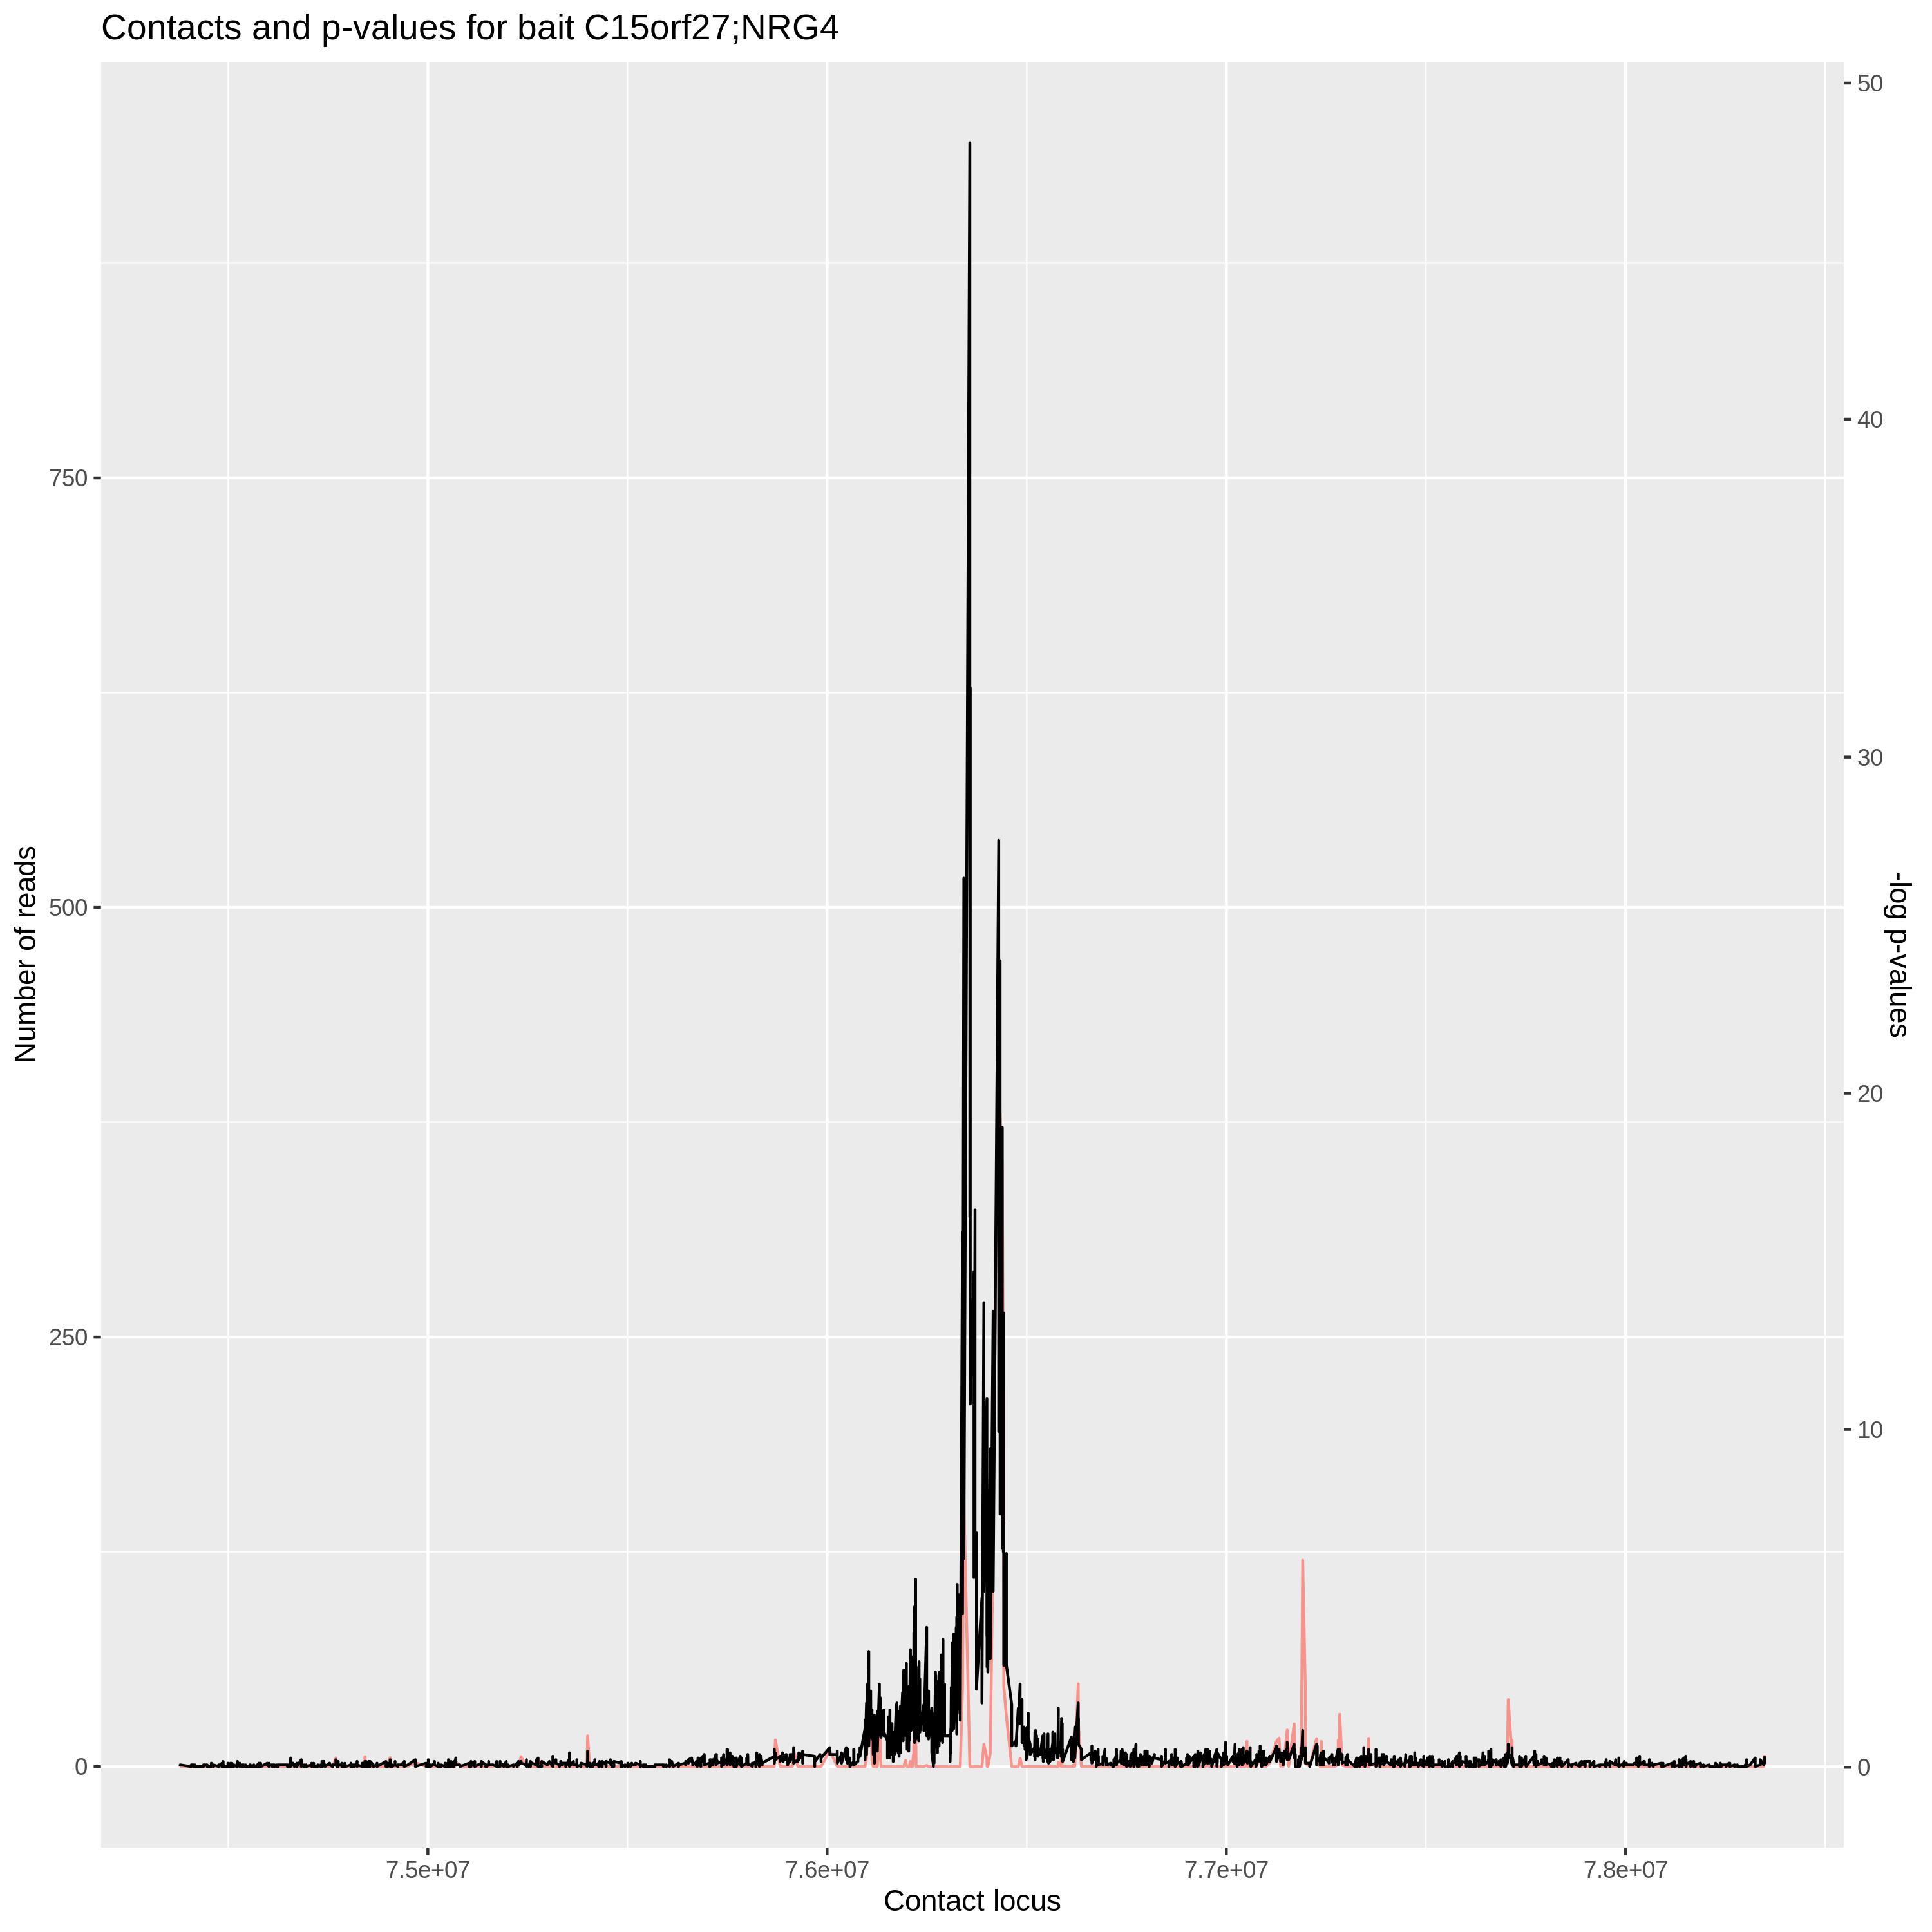 Contacts and p-values for bait C15orf27;NRG4
Number of reads
750
500
250
0
50
40
30
20
10
0
-log p-values
7.5e+07 7.6e+07 7.7e+07 7.8e+07
Contact locus